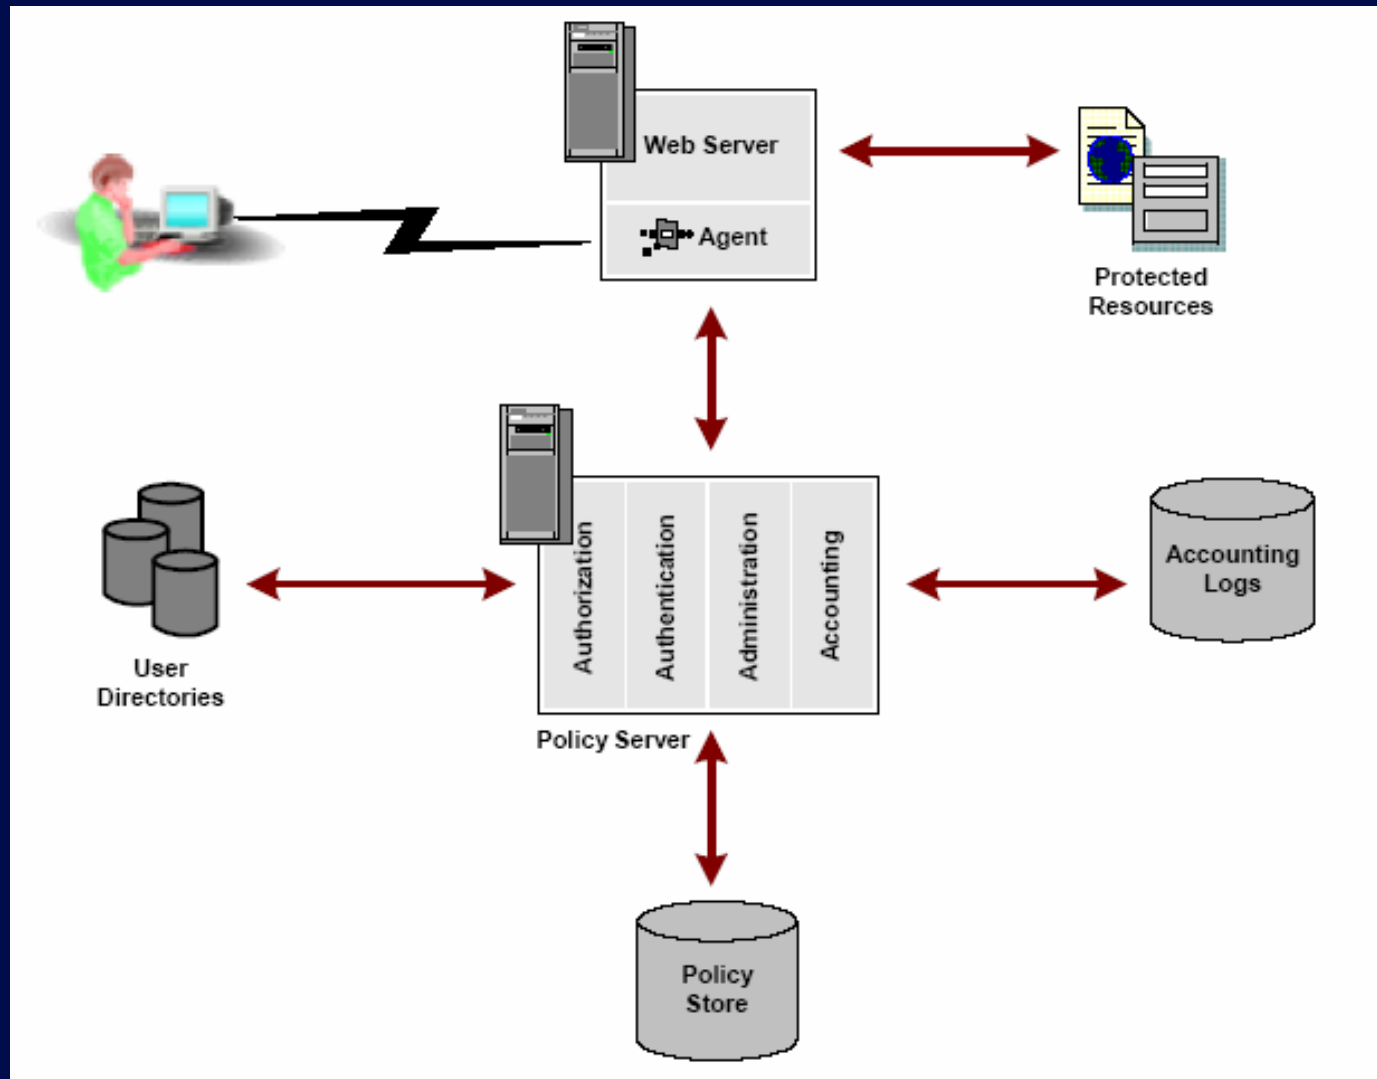 Web Server
Agent
Protected
Resources
Authorization
Authentication
Administration
Accounting
Accounting
Logs
User
Directories
Policy Server
Policy
Store